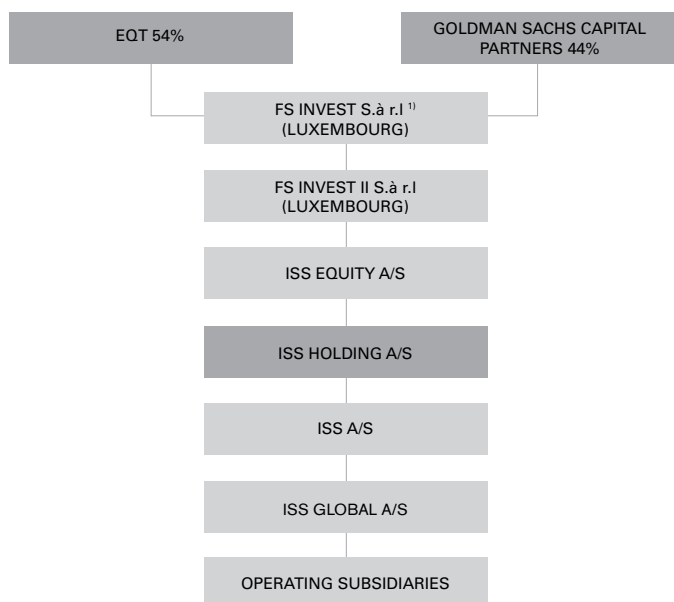 EQT 54%
GOLDMAN SACHS CAPITAL
PARTNERS 44%
FS INVEST S.à r.l 1)
(LUXEMBOURG)
FS INVEST II S.à r.l
(LUXEMBOURG)
ISS EQUITY A/S
ISS HOLDING A/S
ISS A/S
ISS GLOBAL A/S
OPERATING SUBSIDIARIES